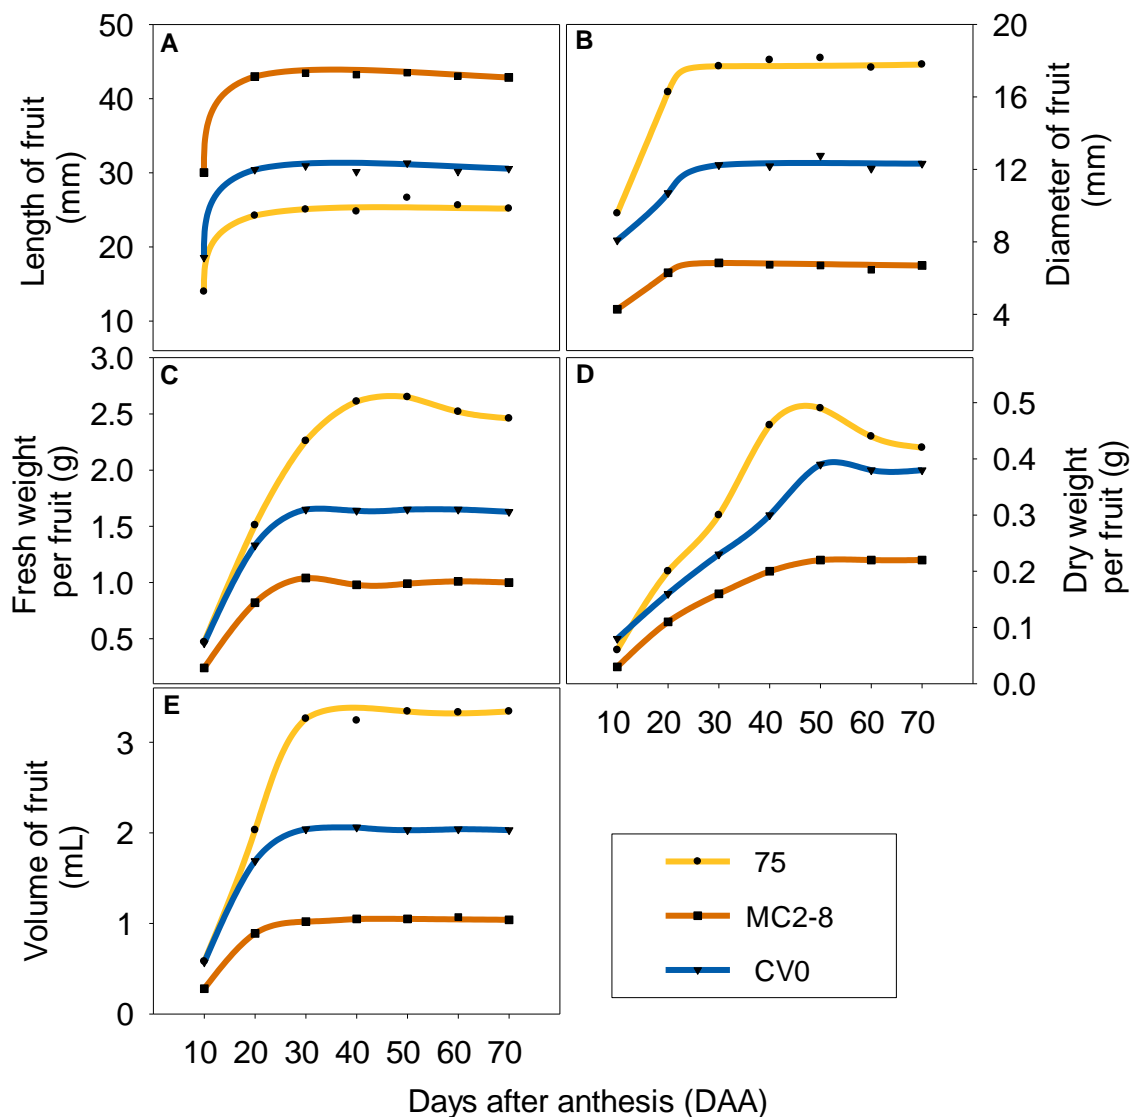 A
50
40
30
20
10
Length of fruit
(mm)
B
20
16
12
8
4
Diameter of fruit
(mm)
C
3.0
2.5
2.0
1.5
1.0
0.5
Fresh weight
per fruit (g)
D
0.5
0.4
0.3
0.2
0.1
0.0
Dry weight
per fruit (g)
10 20 30 40 50 60 70
E
3
2
1
0
Volume of fruit
(mL)
10 20 30 40 50 60 70
75
MC2-8
CV0
Days after anthesis (DAA)